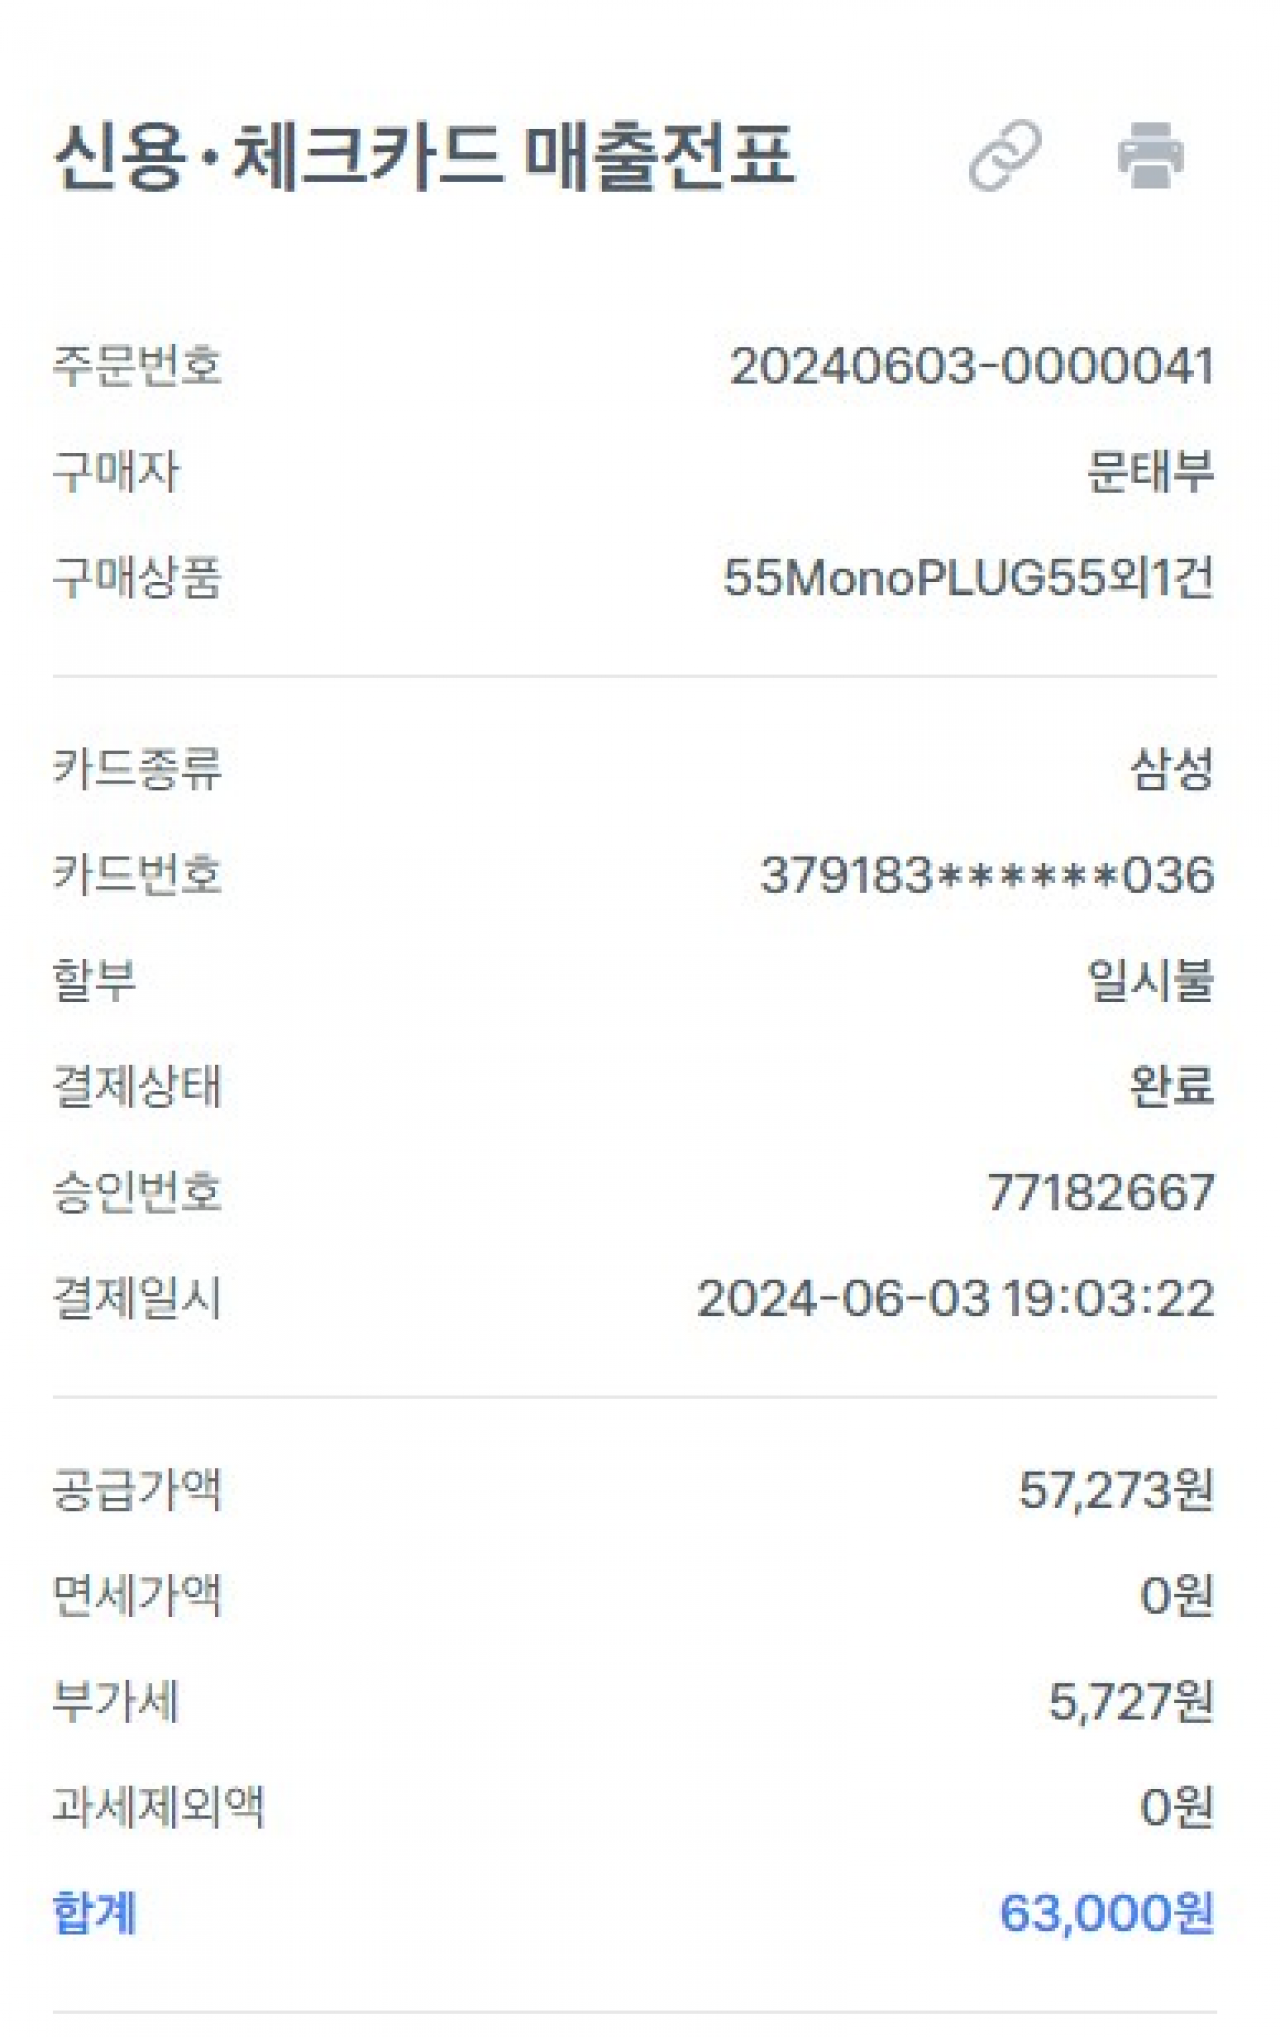 신용·체크카드 매출전표
주문번호 20240603-0000041
구매자 문태부
구매상품 55MonoPLUG55외1건
카드종류 삼성
카드번호 379183******036
할부 일시불
결제상태 완료
승인번호 77182667
결제일시 2024-06-03 19:03:22
공급가액 57,273원
면세가액 0원
부가세 5,727원
과세제외액 0원
합계 63,000원